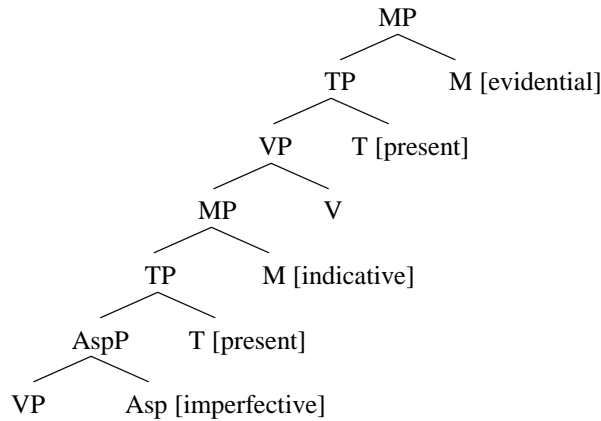 MP
TP M [evidential]
VP T [present]
MP V
TP M [indicative]
AspP T [present]
VP Asp [imperfective]